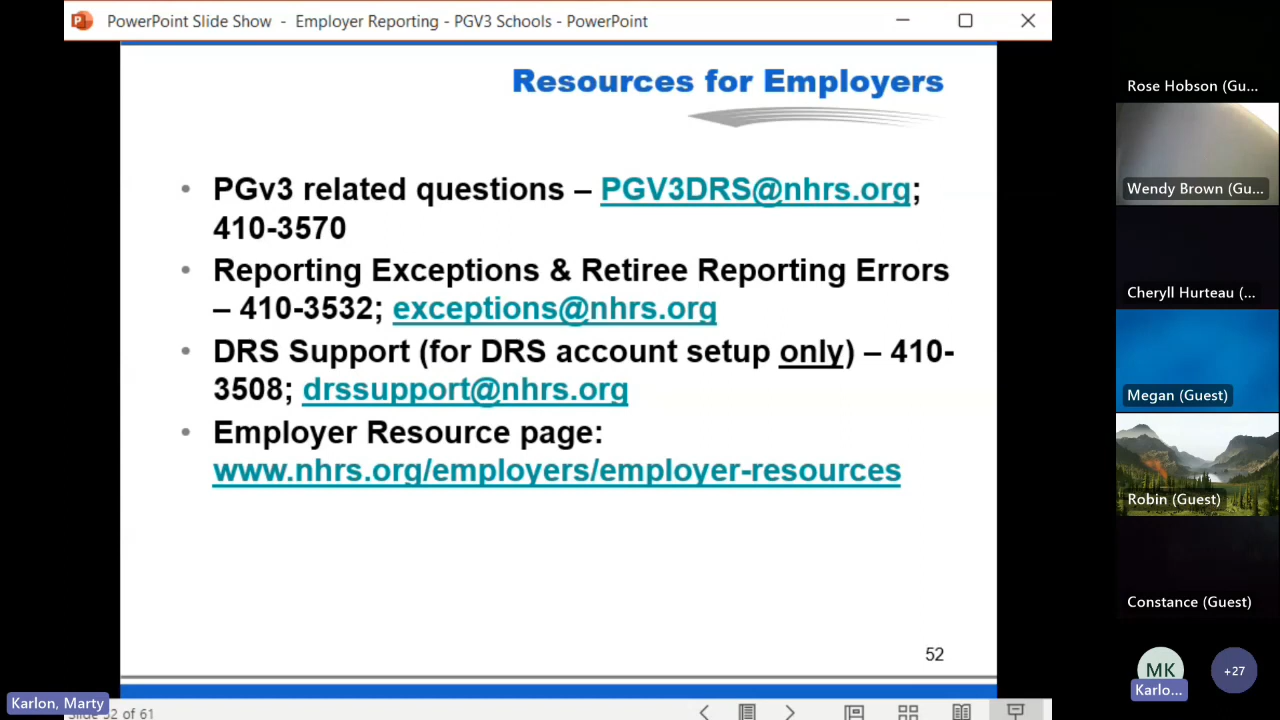 PowerPoint Slide Show - Employer Reporting - PGV3 Schools - PowerPoint
Resources for Employers
• PGv3 related questions – PGV3DRS@nhrs.org;
410-3570
• Reporting Exceptions & Retiree Reporting Errors
– 410-3532; exceptions@nhrs.org
• DRS Support (for DRS account setup only) – 410-
3508; drssupport@nhrs.org
• Employer Resource page:
www.nhrs.org/employers/employer-resources
52
Slide 52 of 61
Karlon, Marty
Rose Hobson (Gu...
Wendy Brown (Gu...
Cheryll Hurteau (...
Megan (Guest)
Robin (Guest)
Constance (Guest)
MK
Karlo...
+27